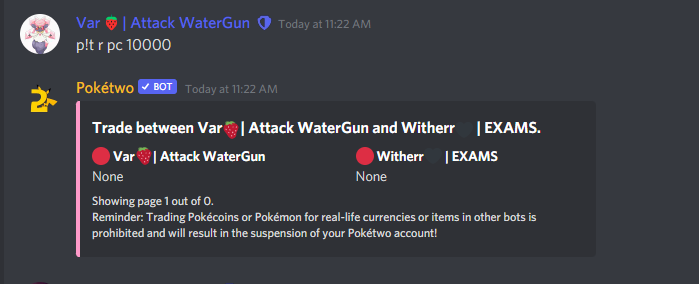 Var 🍓 | Attack WaterGun Today at 11:22 AM
p!t r pc 10000
Pokétwo ✓ BOT Today at 11:22 AM
Trade between Var🍓| Attack WaterGun and Witherr🖤 | EXAMS.
🔴 Var🍓| Attack WaterGun 🔴 Witherr🖤 | EXAMS
None None
Showing page 1 out of 0.
Reminder: Trading Pokécoins or Pokémon for real-life currencies or items in other bots is
prohibited and will result in the suspension of your Pokétwo account!